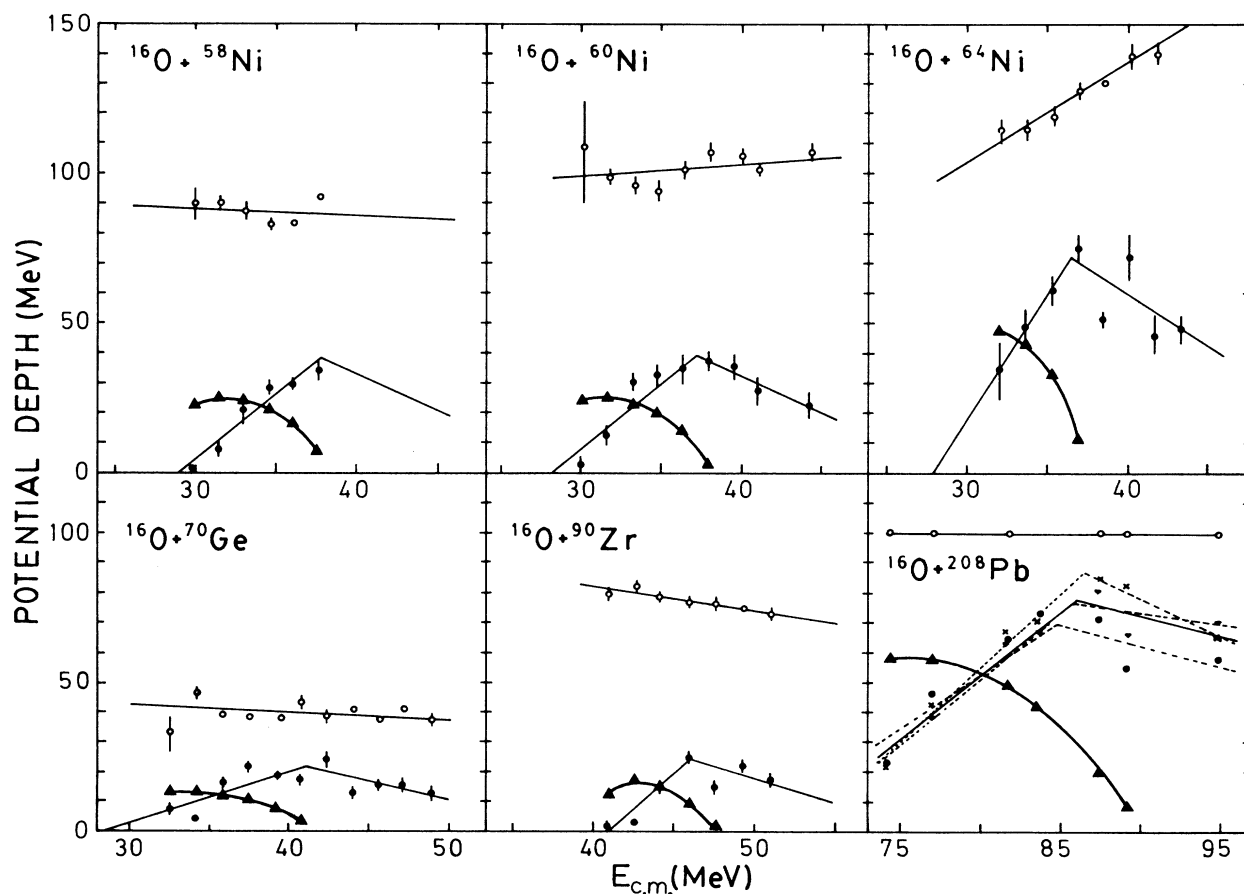 150
100
50
0
POTENTIAL DEPTH (MeV)
¹⁶O + ⁵⁸Ni
¹⁶O + ⁶⁰Ni
¹⁶O + ⁶⁴Ni
30 40
30 40
30 40
100
50
0
¹⁶O+⁷⁰Ge
¹⁶O+⁹⁰Zr
¹⁶O+²⁰⁸Pb
30 40 50
40 50
75 85 95
E_c.m. (MeV)